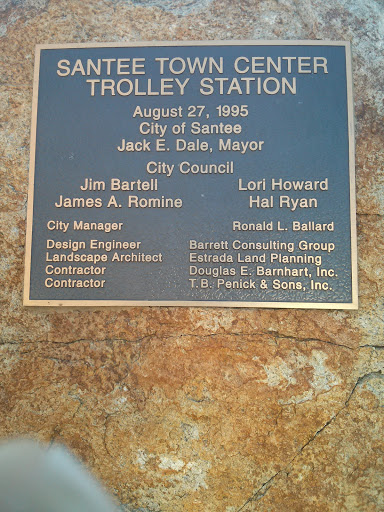 SANTEE TOWN CENTER
TROLLEY STATION
August 27, 1995
City of Santee
Jack E. Dale, Mayor
City Council
Jim Bartell Lori Howard
James A. Romine Hal Ryan
City Manager Ronald L. Ballard
Design Engineer Barrett Consulting Group
Landscape Architect Estrada Land Planning
Contractor Douglas E. Barnhart, Inc.
Contractor T.B. Penick & Sons, Inc.